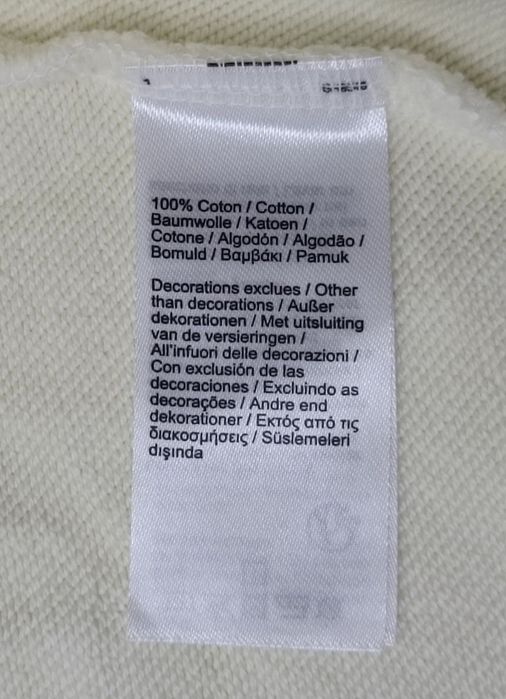 100% Coton / Cotton /
Baumwolle / Katoen /
Cotone / Algodón / Algodão /
Bomuld / Βαμβάκι / Pamuk
Decorations exclues / Other
than decorations / Außer
dekorationen / Met uitsluiting
van de versieringen /
All'infuori delle decorazioni /
Con exclusión de las
decoraciones / Excluindo as
decorações / Andre end
dekorationer / Εκτός από τις
διακοσμήσεις / Süslemeleri
dışında